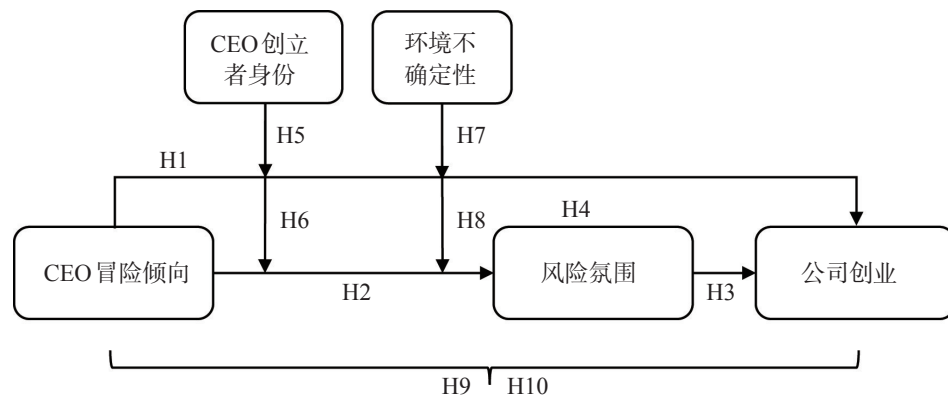 CEO创立
者身份
环境不
确定性
H5
H7
H1
H6
H8
H4
CEO冒险倾向
H2
风险氛围
H3
公司创业
H9
H10